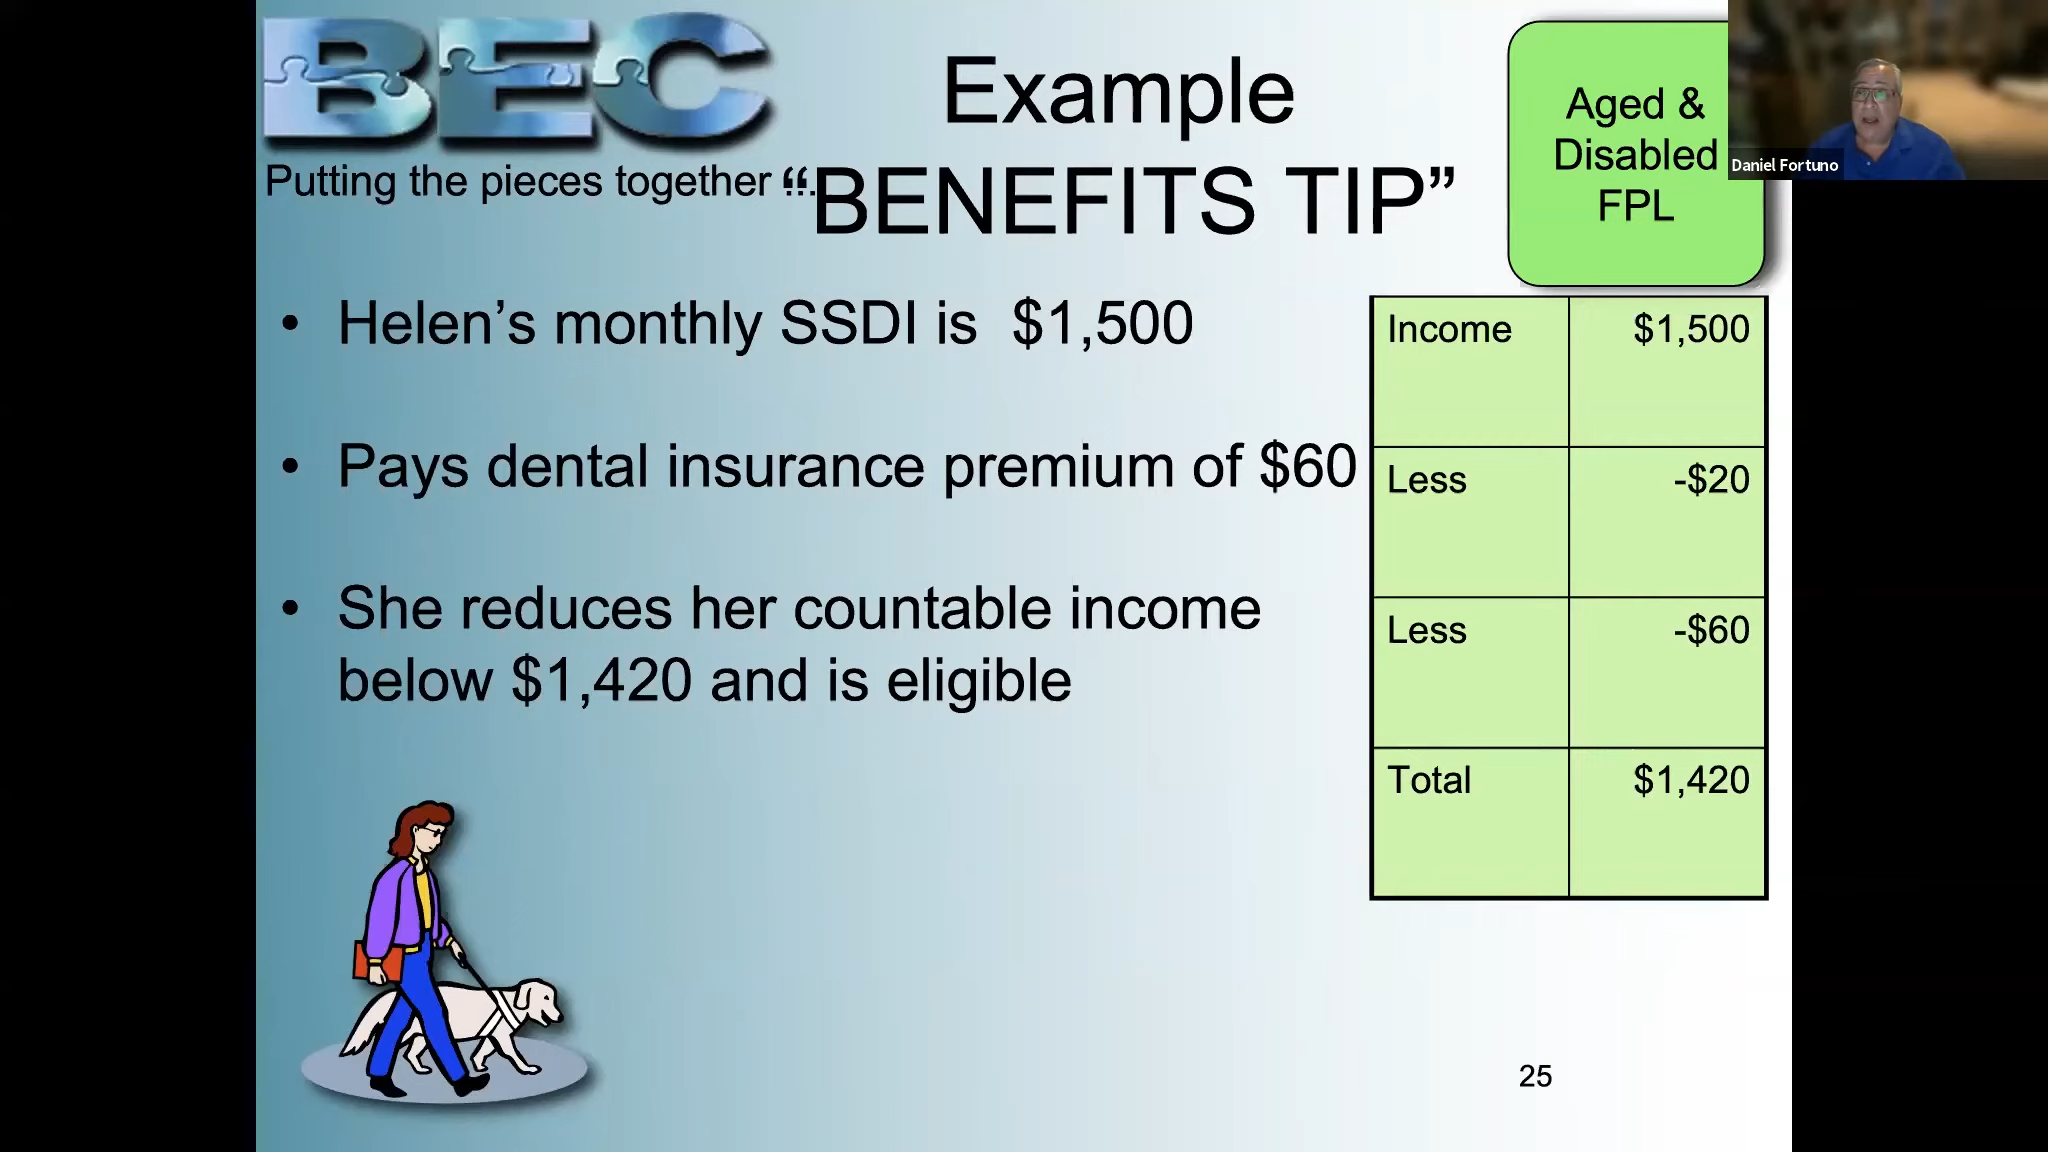 BEC
Putting the pieces together !!.
Example
“BENEFITS TIP”
Aged &
Disabled
FPL
Daniel Fortuno
• Helen’s monthly SSDI is $1,500
• Pays dental insurance premium of $60
• She reduces her countable income
below $1,420 and is eligible
Income $1,500
Less -$20
Less -$60
Total $1,420
25